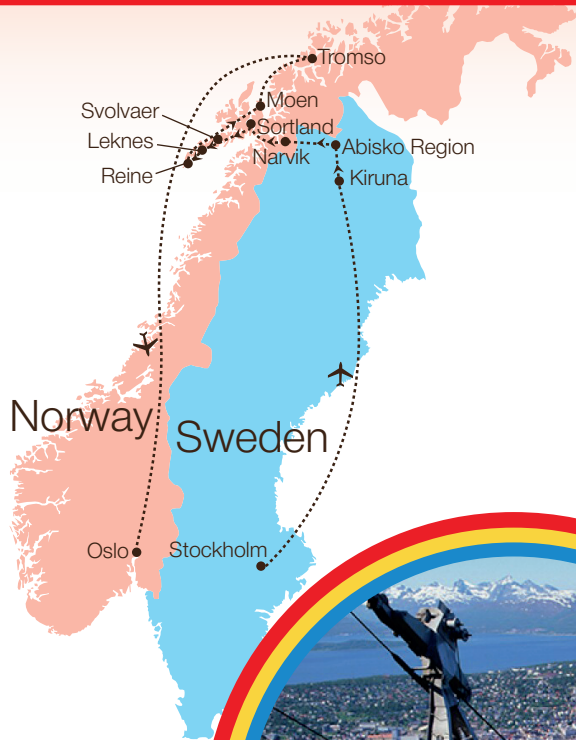 Tromso
Moen
Svolvaer
Sortland
Leknes
Narvik
Abisko Region
Reine
Kiruna
Norway
Sweden
Oslo
Stockholm